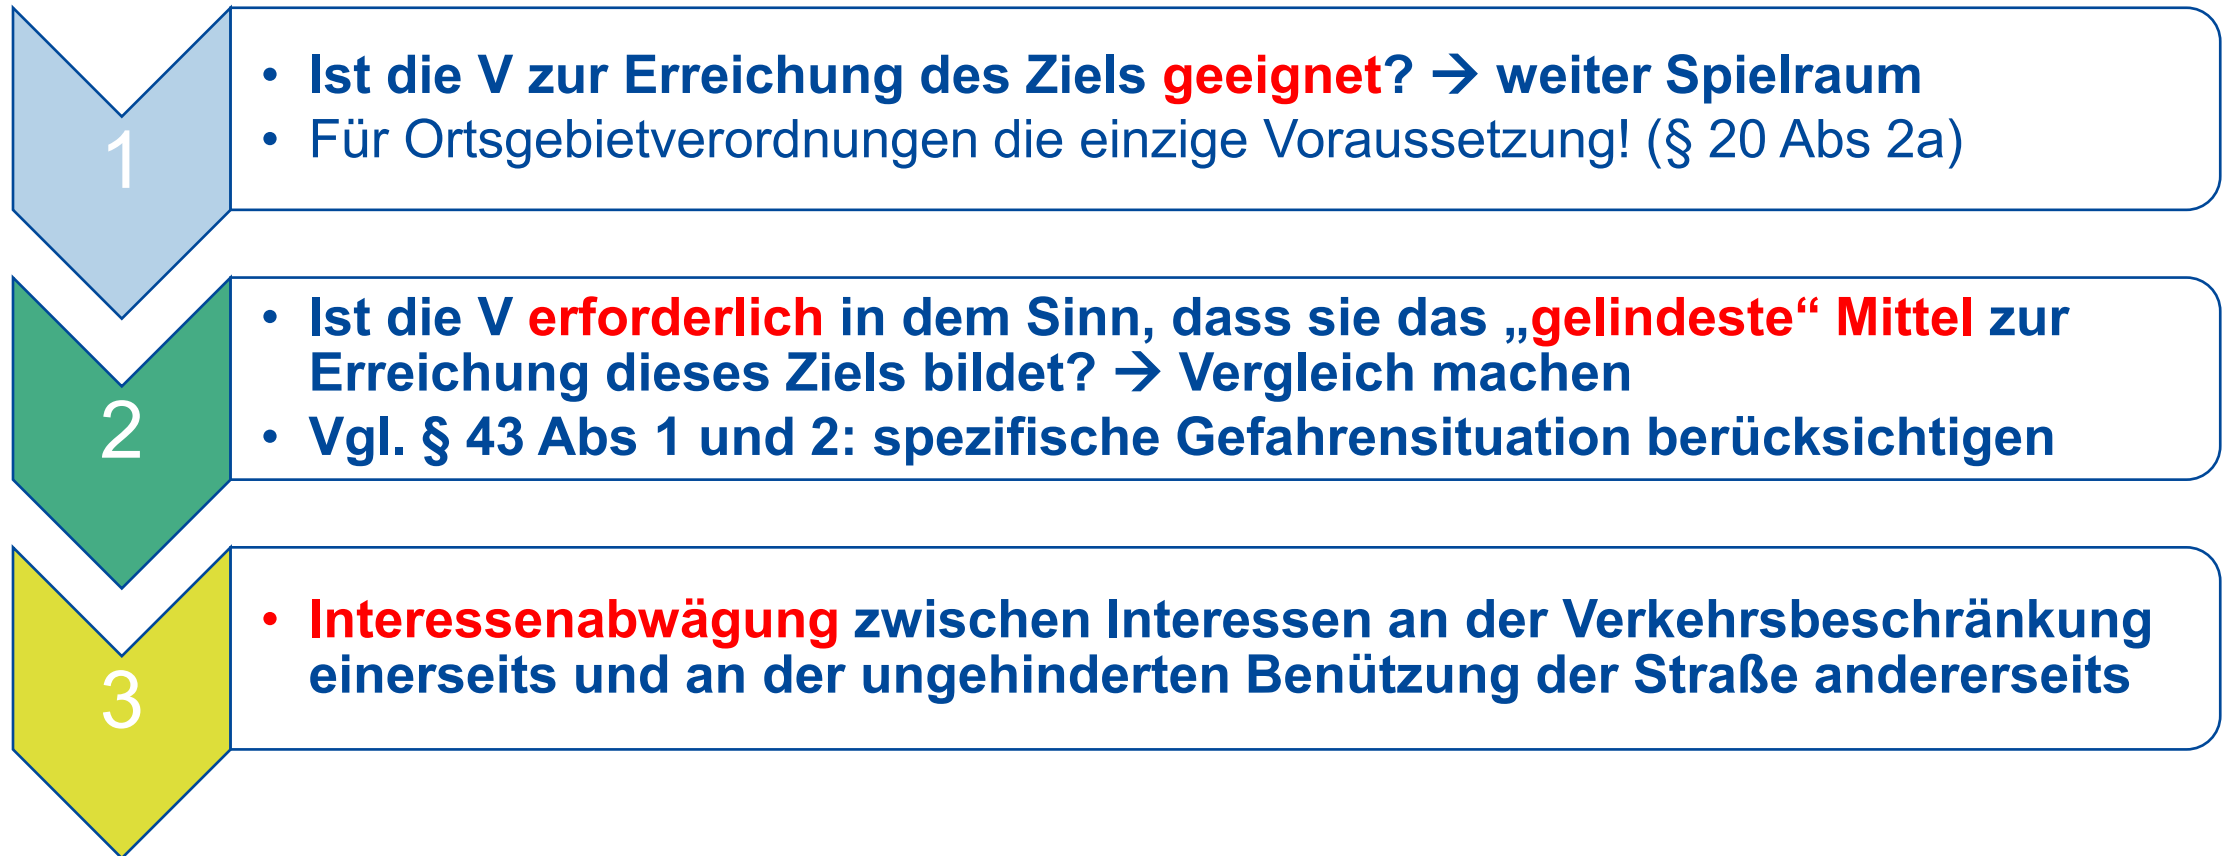 1
• Ist die V zur Erreichung des Ziels geeignet? → weiter Spielraum
• Für Ortsgebietverordnungen die einzige Voraussetzung! (§ 20 Abs 2a)
2
• Ist die V erforderlich in dem Sinn, dass sie das „gelindeste“ Mittel zur
Erreichung dieses Ziels bildet? → Vergleich machen
• Vgl. § 43 Abs 1 und 2: spezifische Gefahrensituation berücksichtigen
3
• Interessenabwägung zwischen Interessen an der Verkehrsbeschränkung
einerseits und an der ungehinderten Benützung der Straße andererseits